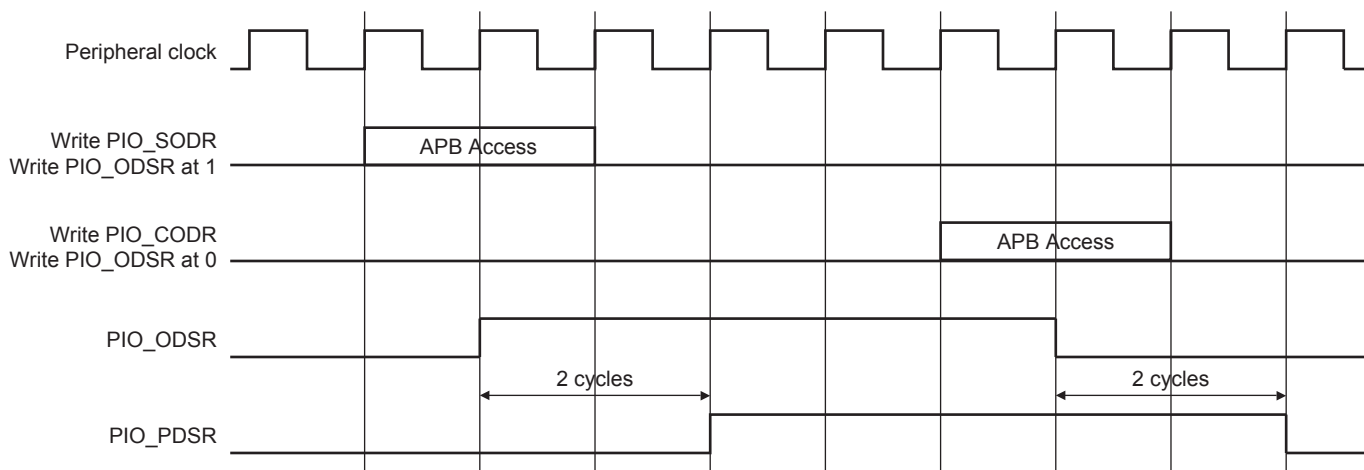 Peripheral clock
Write PIO_SODR
Write PIO_ODSR at 1
APB Access
Write PIO_CODR
Write PIO_ODSR at 0
APB Access
PIO_ODSR
2 cycles
2 cycles
PIO_PDSR